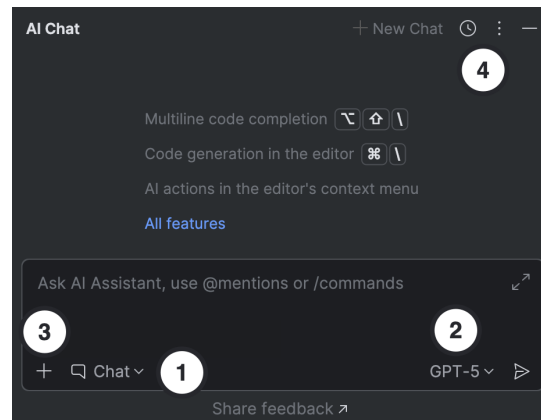 AI Chat + New Chat
4
Multiline code completion ⌥ ⇧ \
Code generation in the editor ⌘ \
AI actions in the editor's context menu
All features
Ask AI Assistant, use @mentions or /commands
3 2
+ Chat 1 GPT-5
Share feedback ↗